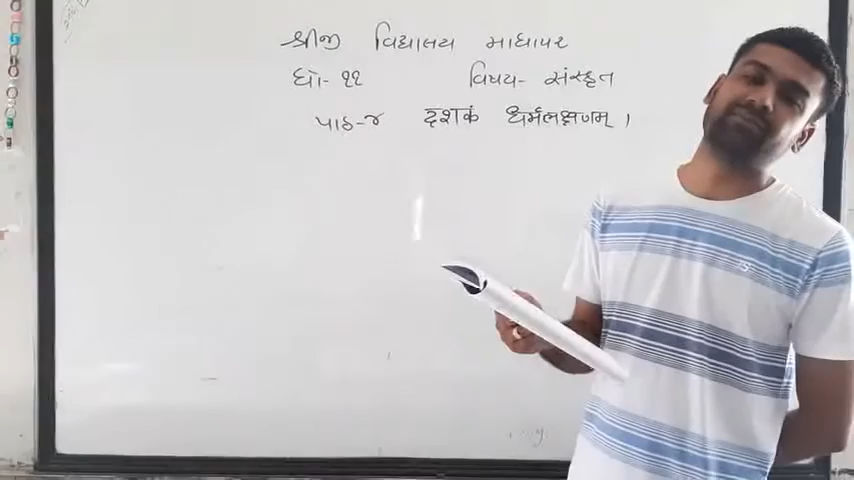 શ્રીજી વિદ્યાલય માધાપર
ધો- ૧૧ વિષય- સંસ્કૃત
પાઠ-૪ दशकं धर्मलक्षणम् ।